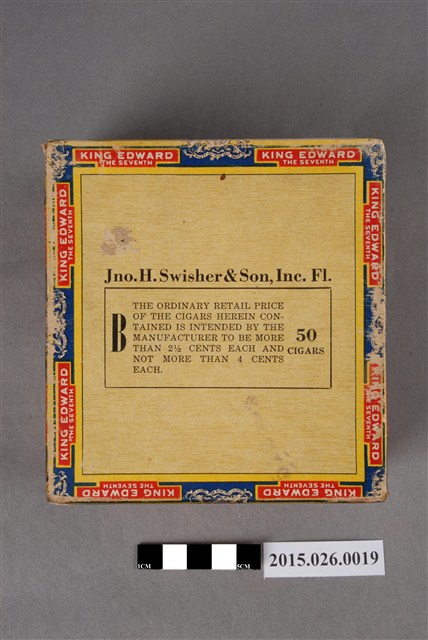 KING EDWARD
THE SEVENTH
KING EDWARD
THE SEVENTH
KING EDWARD
THE SEVENTH
KING EDWARD
THE SEVENTH
Jno. H. Swisher & Son, Inc. Fl.
B
THE ORDINARY RETAIL PRICE
OF THE CIGARS HEREIN CON-
TAINED IS INTENDED BY THE
MANUFACTURER TO BE MORE
THAN 2½ CENTS EACH AND
NOT MORE THAN 4 CENTS
EACH.
50
CIGARS
KING EDWARD
THE SEVENTH
KING EDWARD
THE SEVENTH
KING EDWARD
THE SEVENTH
KING EDWARD
THE SEVENTH
1CM
5CM
2015.026.0019